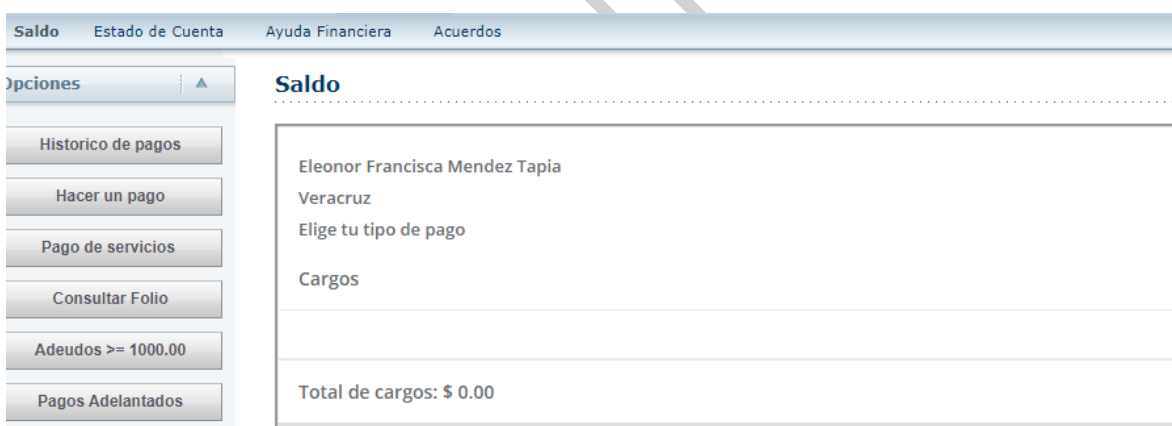 Saldo Estado de Cuenta Ayuda Financiera Acuerdos
Opciones
Historico de pagos
Hacer un pago
Pago de servicios
Consultar Folio
Adeudos >= 1000.00
Pagos Adelantados
Saldo
Eleonor Francisca Mendez Tapia
Veracruz
Elige tu tipo de pago
Cargos
Total de cargos: $ 0.00